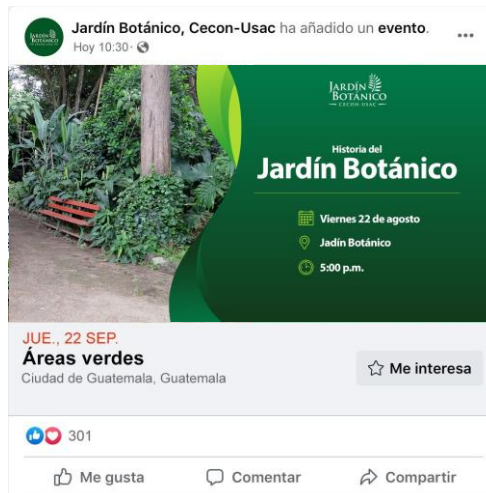 Jardín Botánico, Cecon-Usac ha añadido un evento.
Hoy 10:30 ·
JARDÍN
BOTÁNICO
CECON-USAC
Historia del
Jardín Botánico
Viernes 22 de agosto
Jadín Botánico
5:00 p.m.
JUE., 22 SEP.
Áreas verdes
Ciudad de Guatemala, Guatemala
Me interesa
301
Me gusta
Comentar
Compartir